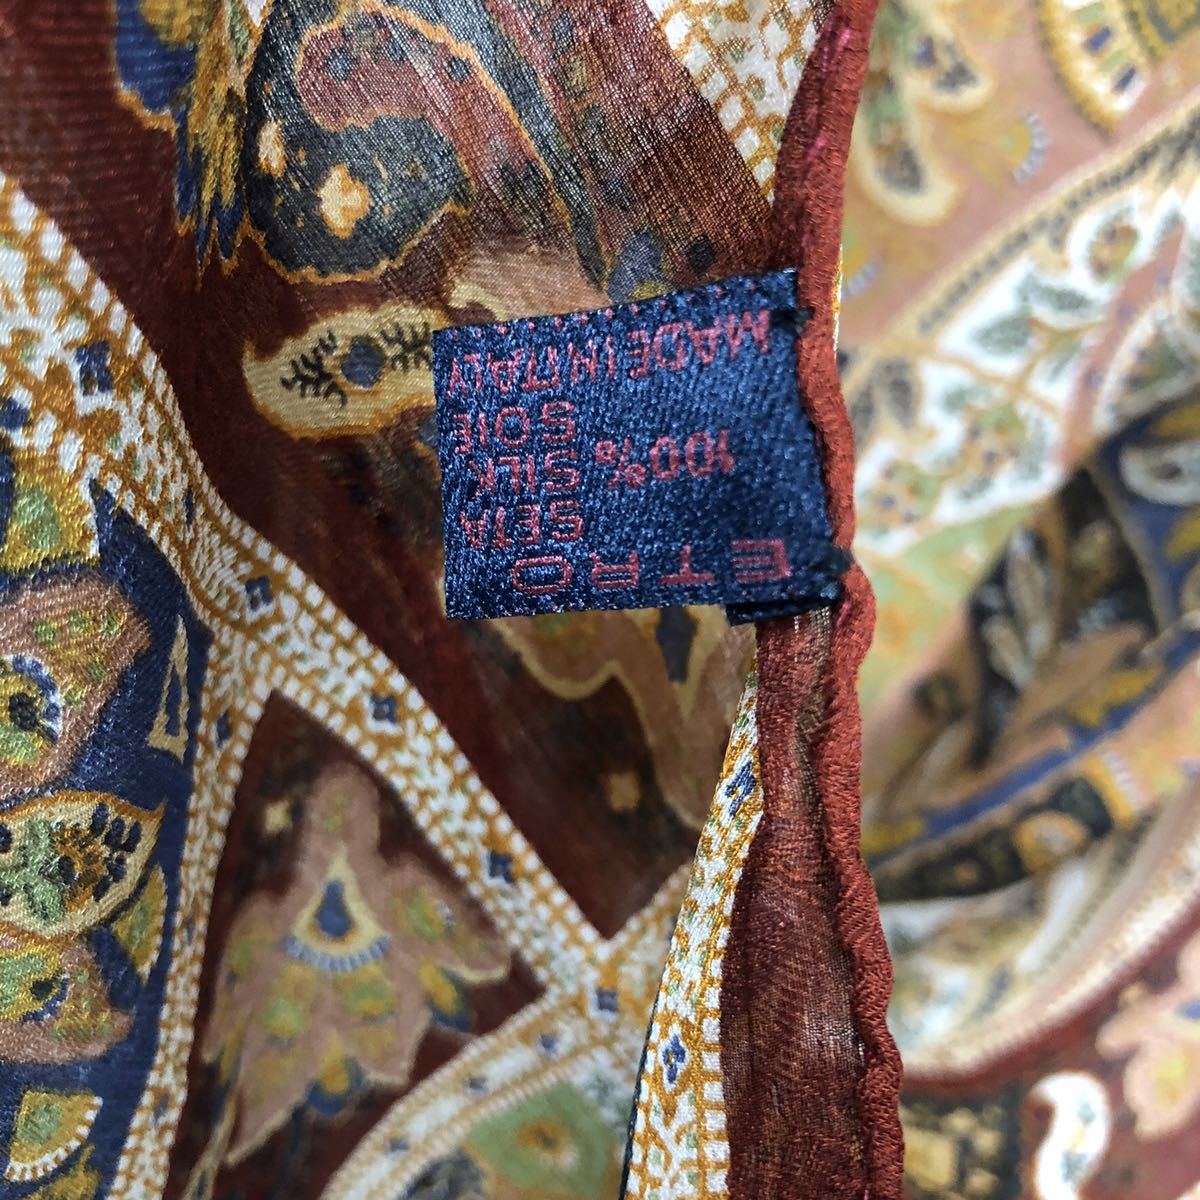 ETRO
100% SETA
SILK
SOIE
MADE IN ITALY